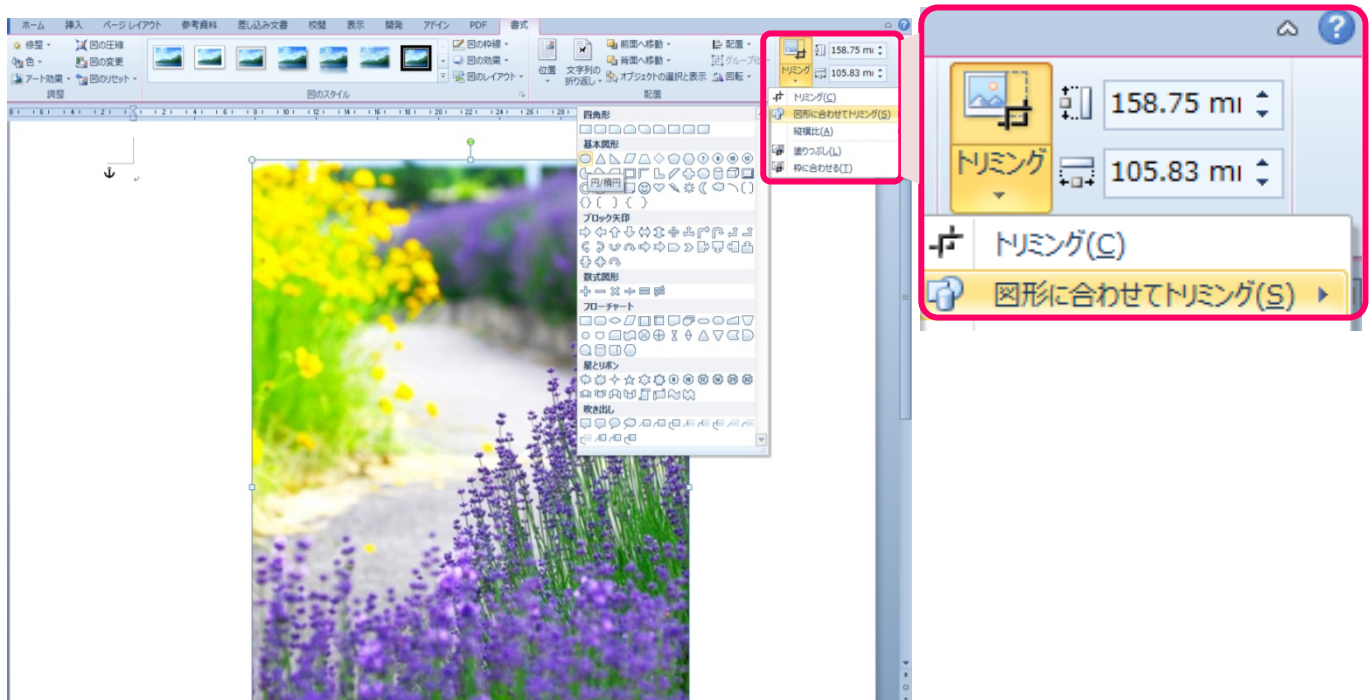 ホーム 挿入 ページ レイアウト 参考資料 差し込み文書 校閲 表示 開発 アドイン PDF 書式
修整 図の圧縮
色 図の変更
アート効果 図のリセット
調整
図の枠線
図の効果
図のレイアウト
図のスタイル
位置
文字列の
折り返し
前面へ移動
背面へ移動
オブジェクトの選択と表示
配置
グループ化
回転
配置
トリミング
158.75 mı
105.83 mı
トリミング(C)
図形に合わせてトリミング(S)
縦横比(A)
塗りつぶし(L)
枠に合わせる(T)
四角形
基本図形
円/楕円
ブロック矢印
数式図形
フローチャート
星とリボン
吹き出し
トリミング
158.75 mı
105.83 mı
トリミング(C)
図形に合わせてトリミング(S)